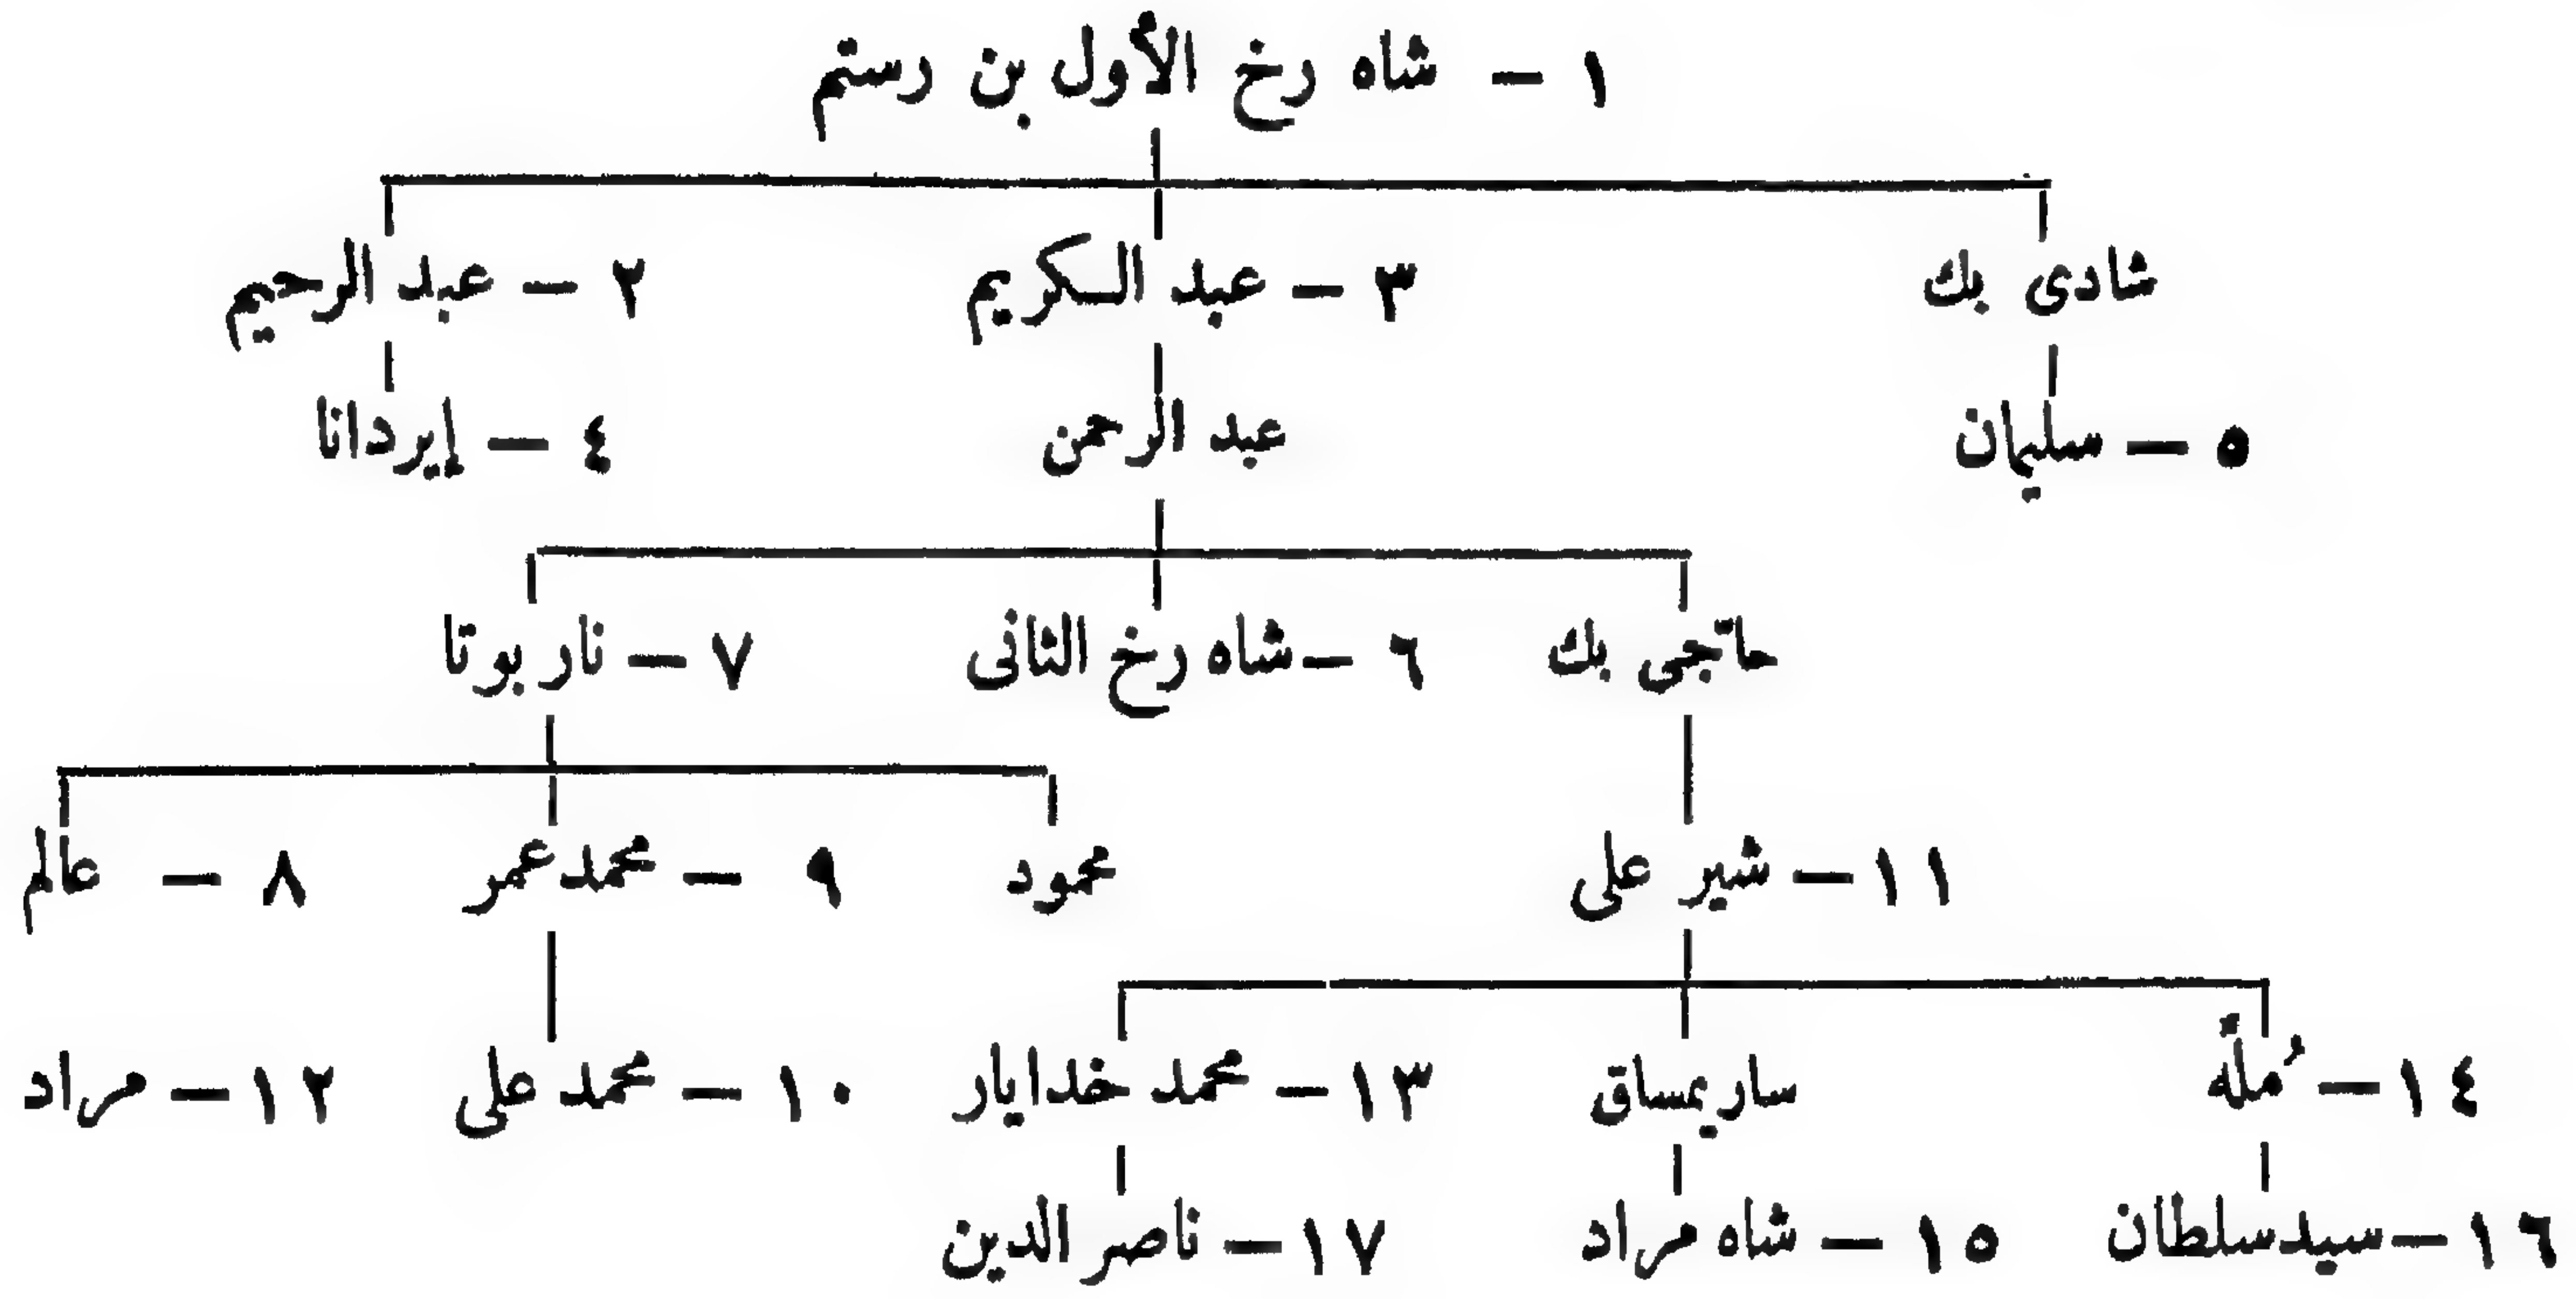 ١ – شاه رخ الأول بن رستم
شادى بك ٣ – عبد الكريم ٢ – عبد الرحيم
٥ – سليمان عبد الرحمن ٤ – إيردانا
حاتجى بك ٦ – شاه رخ الثانى ٧ – نار بوتا
١١ – شير على محمود ٩ – محمد عمر ٨ – عالم
١٤ – مُلَّه ساريمساق ١٣ – محمد خدايار ١٠ – محمد على ١٢ – مراد
١٦ – سيد سلطان ١٥ – شاه مراد ١٧ – ناصر الدين